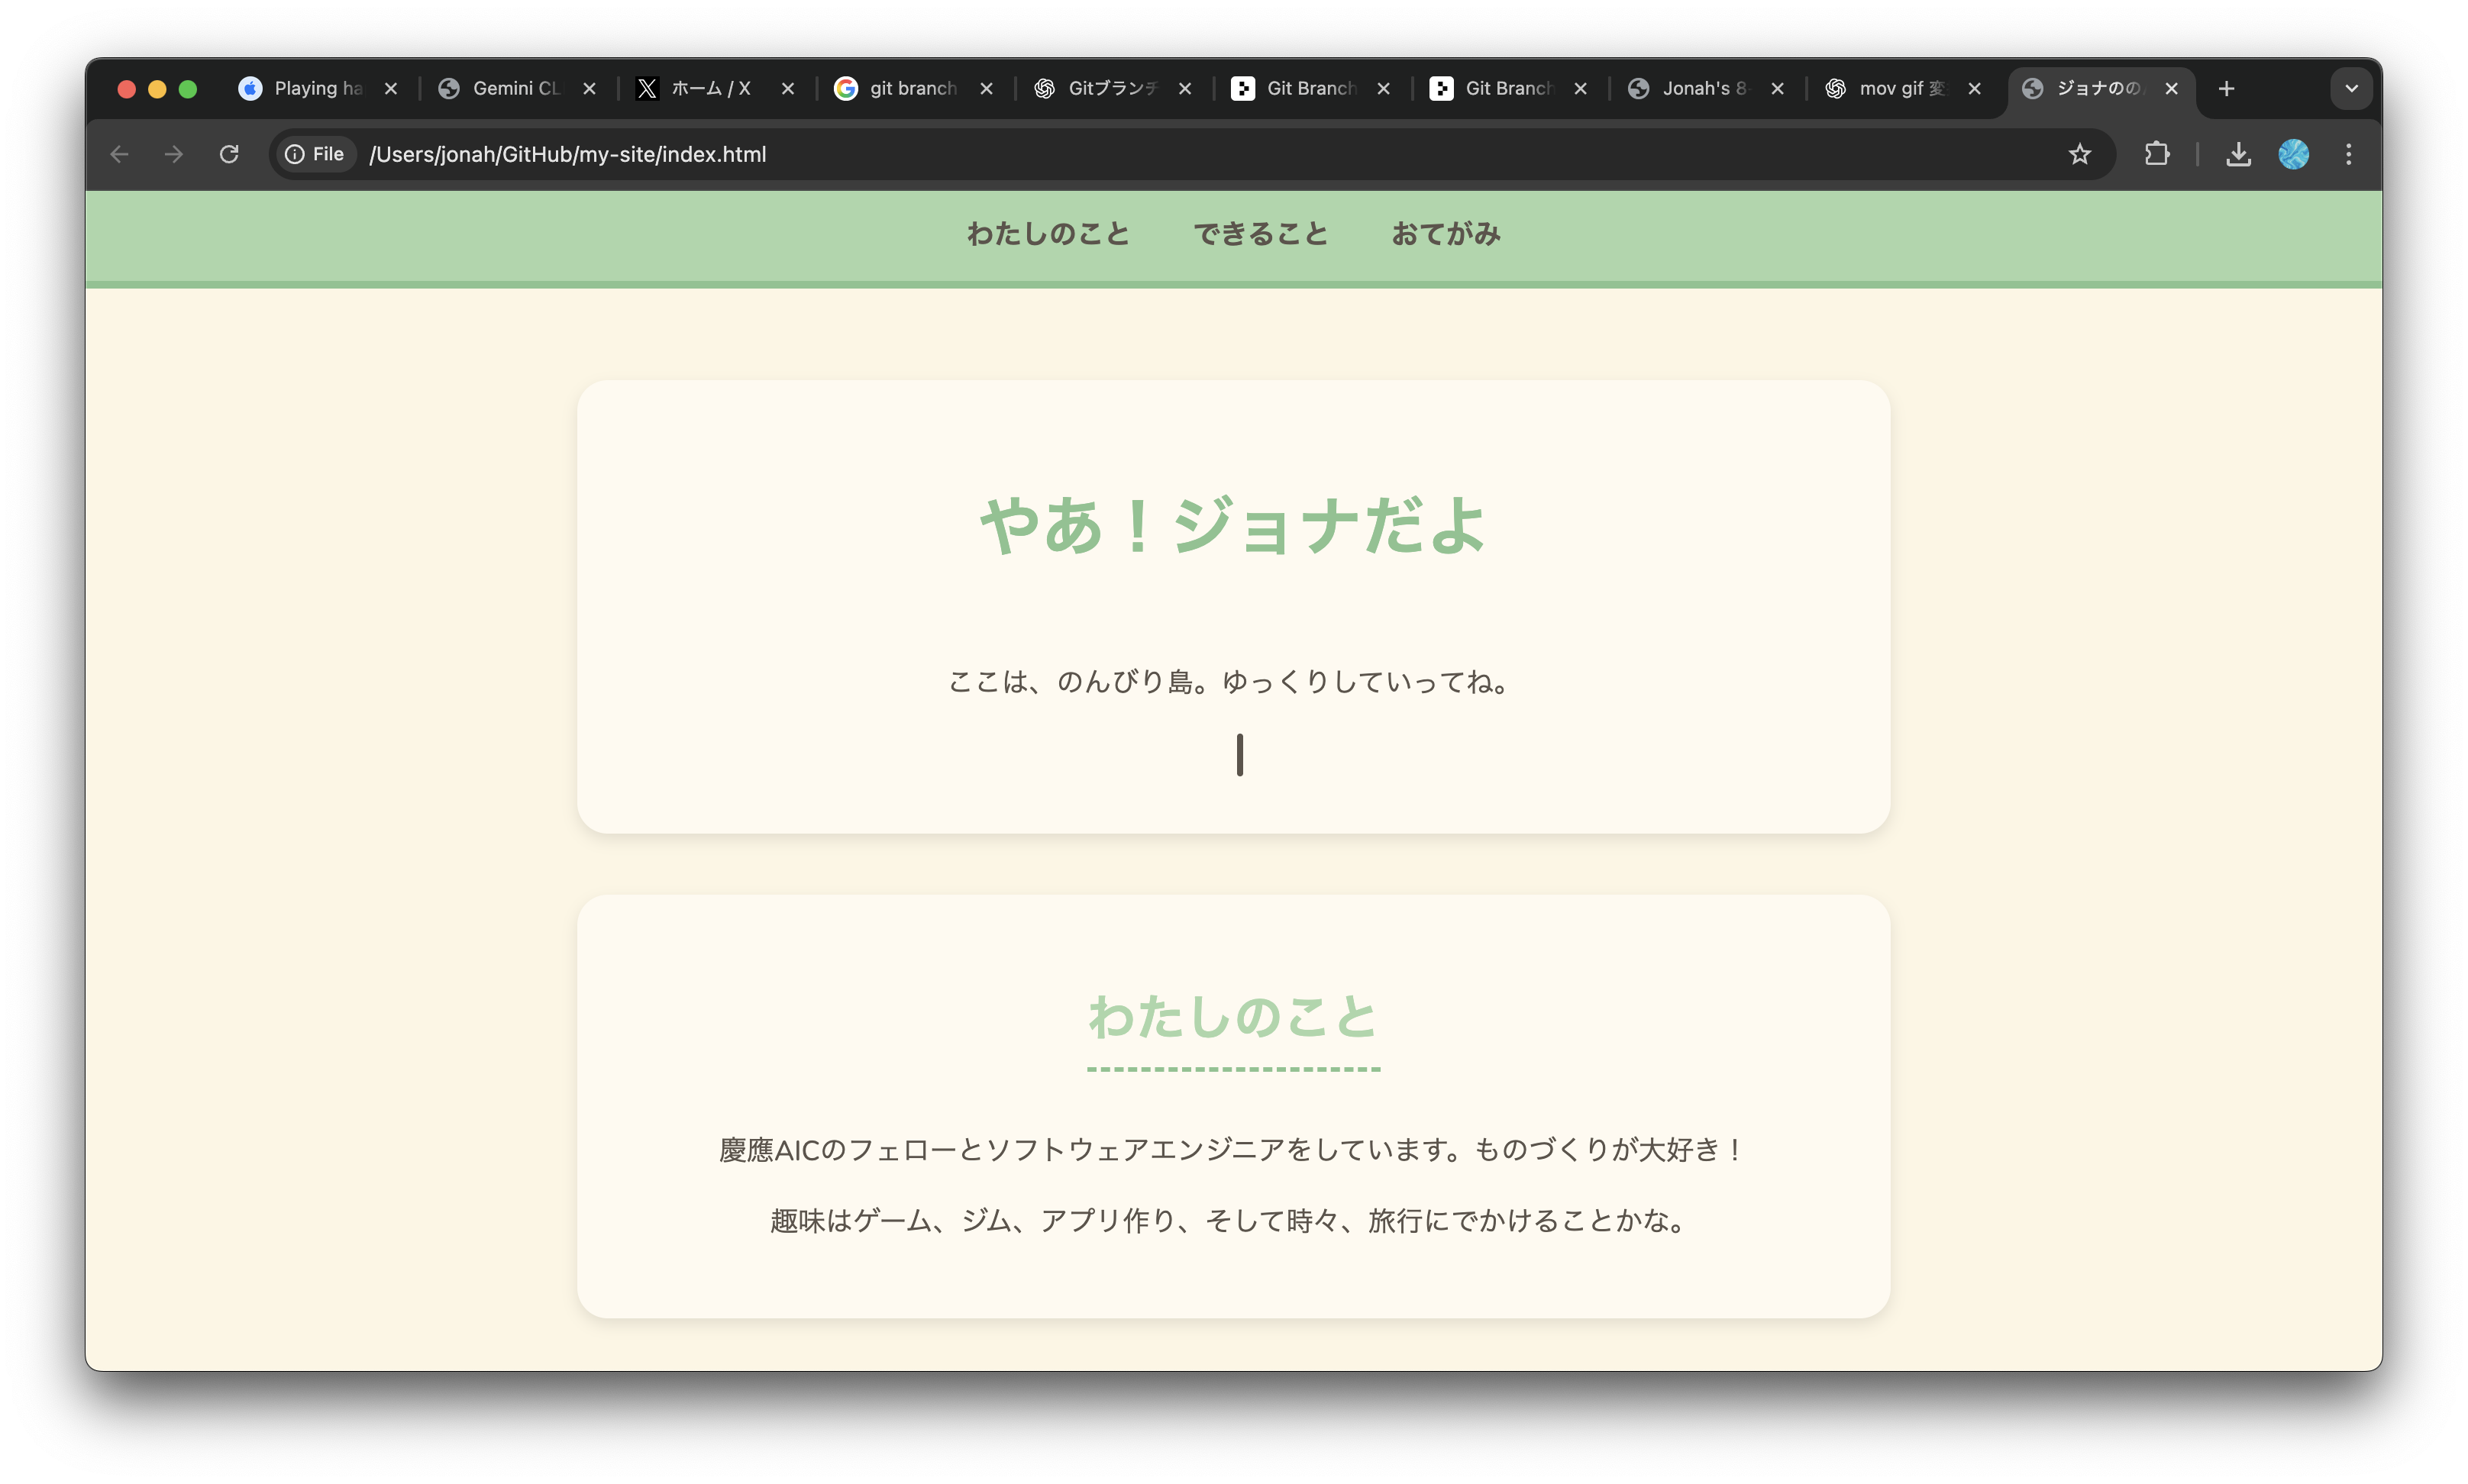 Playing ha
Gemini CL
ホーム / X
git branch
Gitブランチ
Git Branch
Git Branch
Jonah's 8-
mov gif 変
ジョナのの
File
/Users/jonah/GitHub/my-site/index.html
わたしのこと
できること
おてがみ
やあ！ジョナだよ
ここは、のんびり島。ゆっくりしていってね。
わたしのこと
慶應AICのフェローとソフトウェアエンジニアをしています。ものづくりが大好き！
趣味はゲーム、ジム、アプリ作り、そして時々、旅行にでかけることかな。